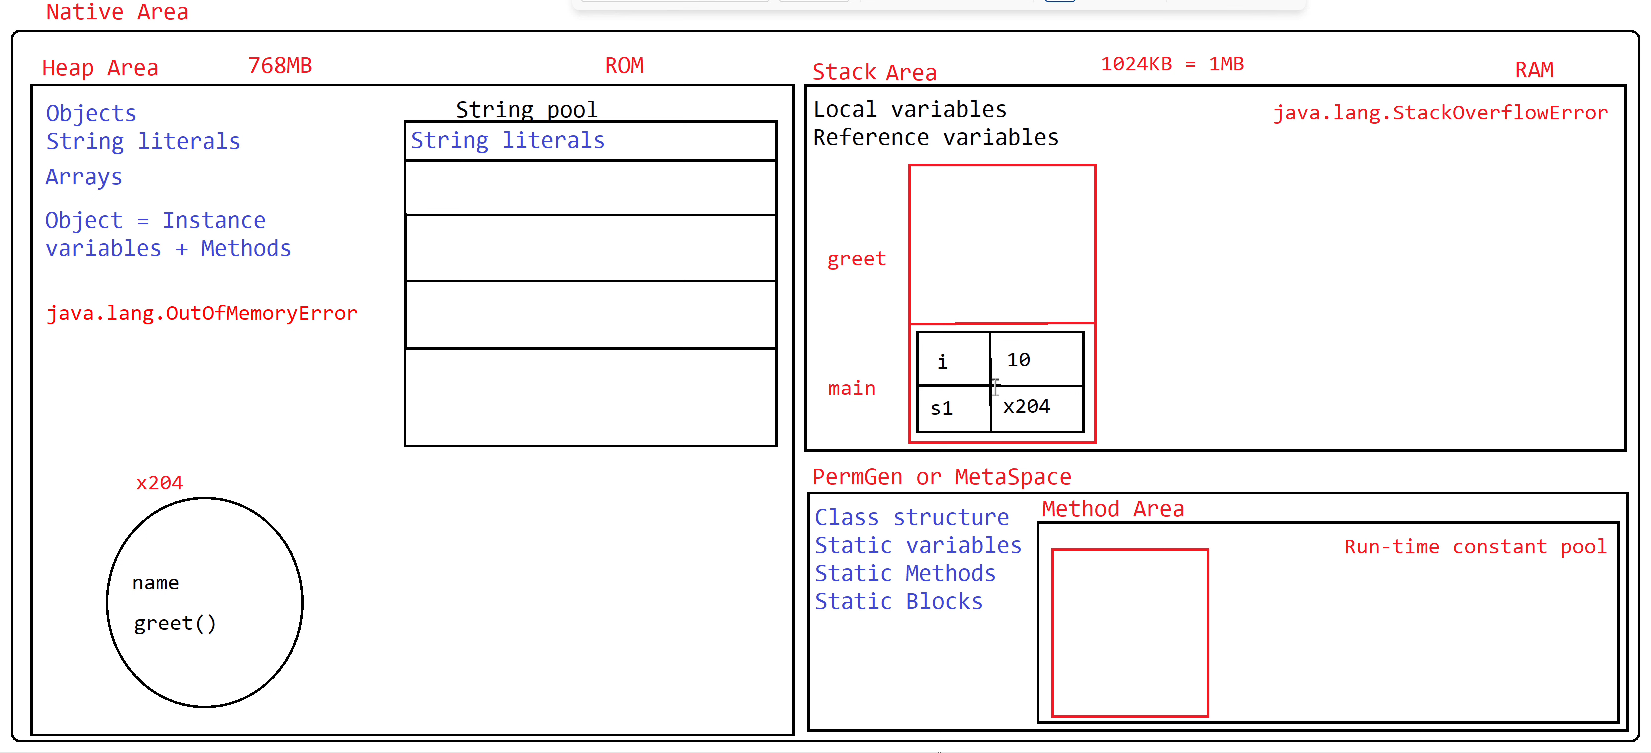 Native Area
Heap Area
768MB
ROM
Objects
String literals
Arrays
Object = Instance
variables + Methods
java.lang.OutOfMemoryError
String pool
String literals
x204
name
greet()
Stack Area
1024KB = 1MB
RAM
Local variables
Reference variables
java.lang.StackOverflowError
greet
main
i
10
s1
x204
PermGen or MetaSpace
Class structure
Static variables
Static Methods
Static Blocks
Method Area
Run-time constant pool